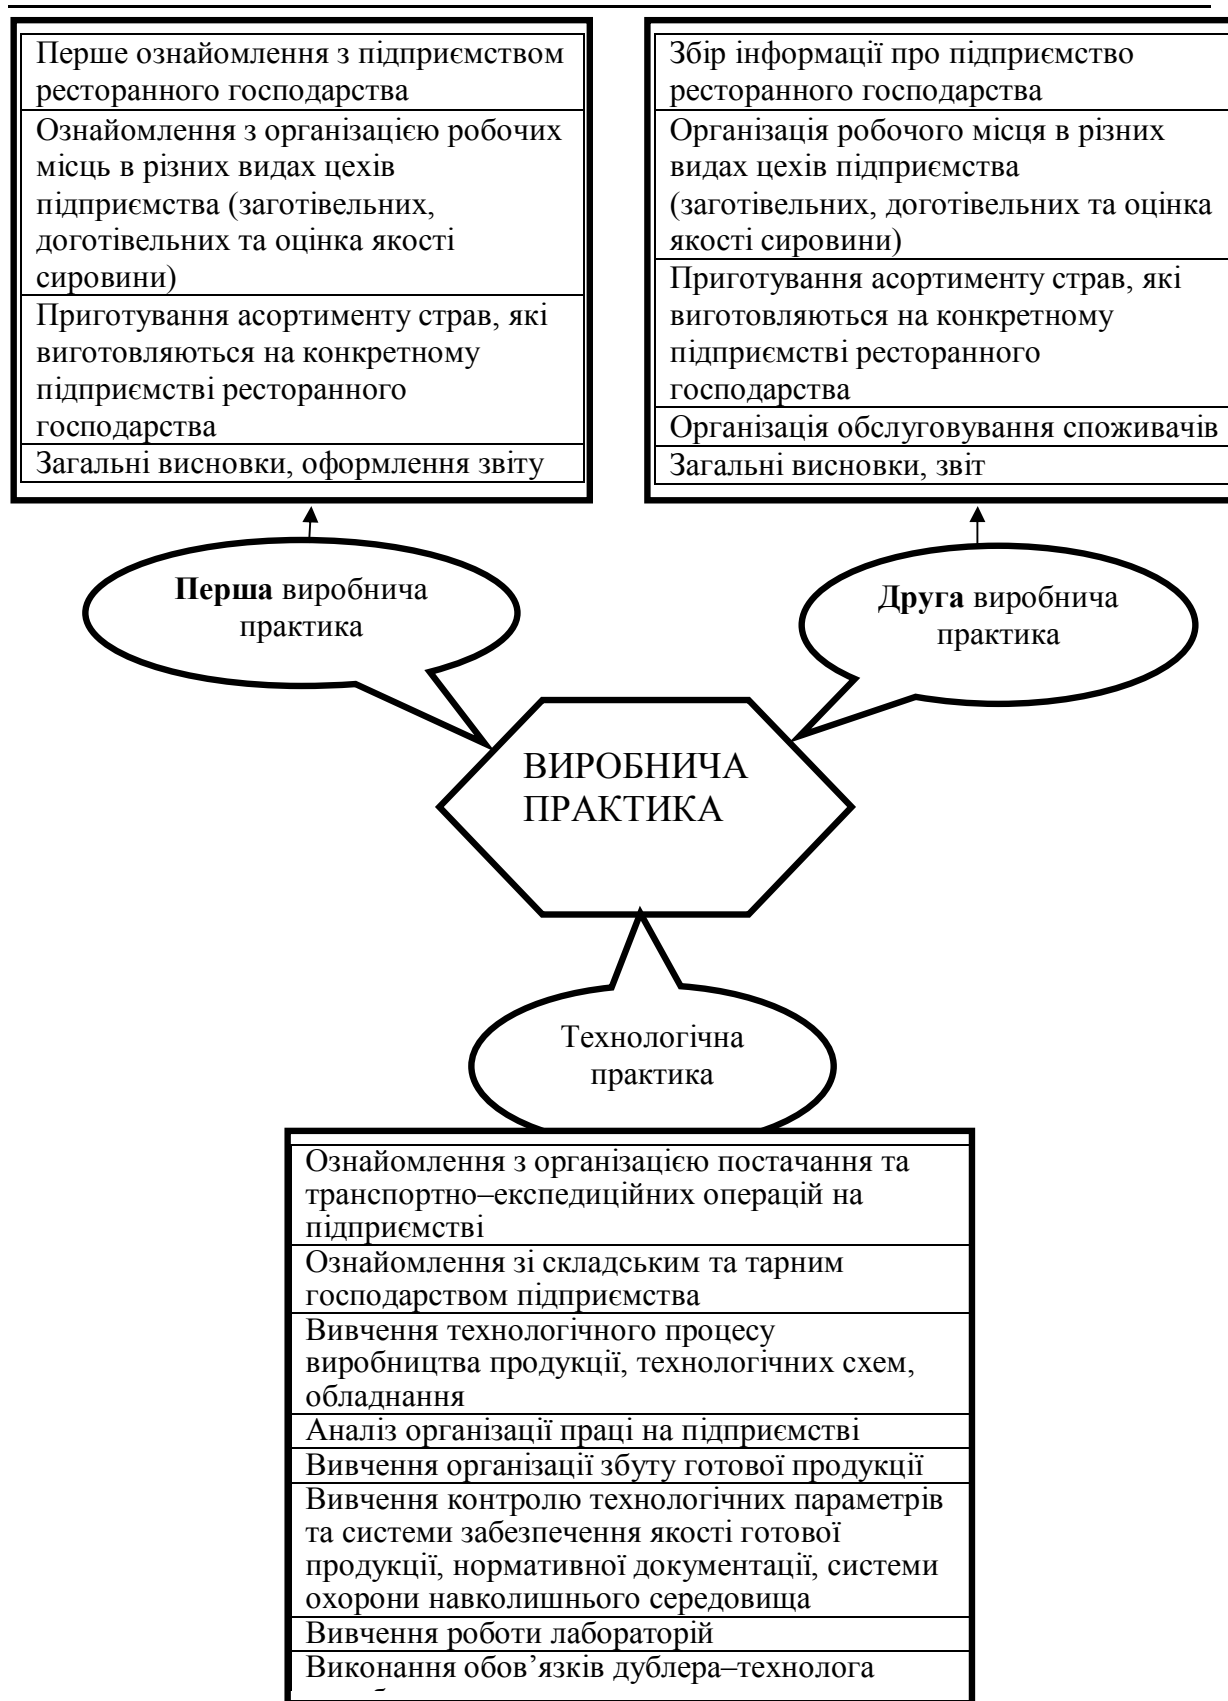 Перше ознайомлення з підприємством
ресторанного господарства
Ознайомлення з організацією робочих
місць в різних видах цехів
підприємства (заготівельних,
доготівельних та оцінка якості
сировини)
Приготування асортименту страв, які
виготовляються на конкретному
підприємстві ресторанного
господарства
Загальні висновки, оформлення звіту
Збір інформації про підприємство
ресторанного господарства
Організація робочого місця в різних
видах цехів підприємства
(заготівельних, доготівельних та оцінка
якості сировини)
Приготування асортименту страв, які
виготовляються на конкретному
підприємстві ресторанного
господарства
Організація обслуговування споживачів
Загальні висновки, звіт
Перша виробнича
практика
Друга виробнича
практика
ВИРОБНИЧА
ПРАКТИКА
Технологічна
практика
Ознайомлення з організацією постачання та
транспортно–експедиційних операцій на
підприємстві
Ознайомлення зі складським та тарним
господарством підприємства
Вивчення технологічного процесу
виробництва продукції, технологічних схем,
обладнання
Аналіз організації праці на підприємстві
Вивчення організації збуту готової продукції
Вивчення контролю технологічних параметрів
та системи забезпечення якості готової
продукції, нормативної документації, системи
охорони навколишнього середовища
Вивчення роботи лабораторій
Виконання обов’язків дублера–технолога